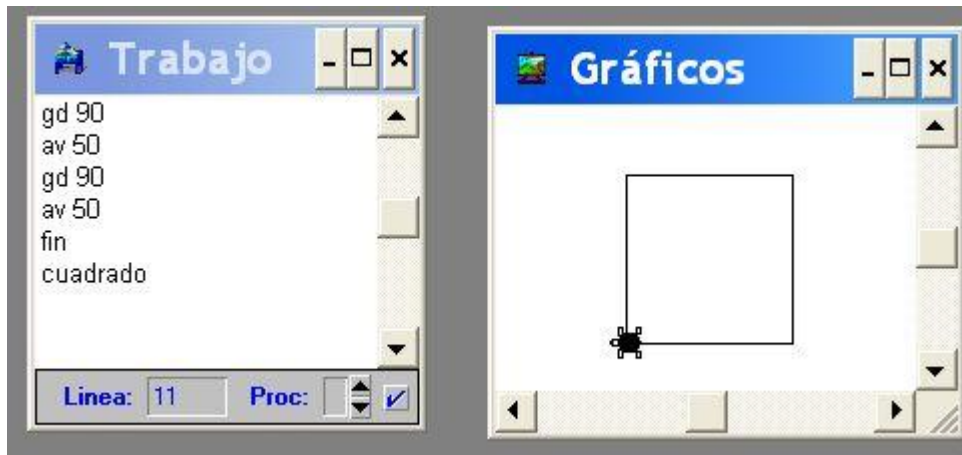 Trabajo
gd 90
av 50
gd 90
av 50
fin
cuadrado
Linea: 11 Proc:
Gráficos